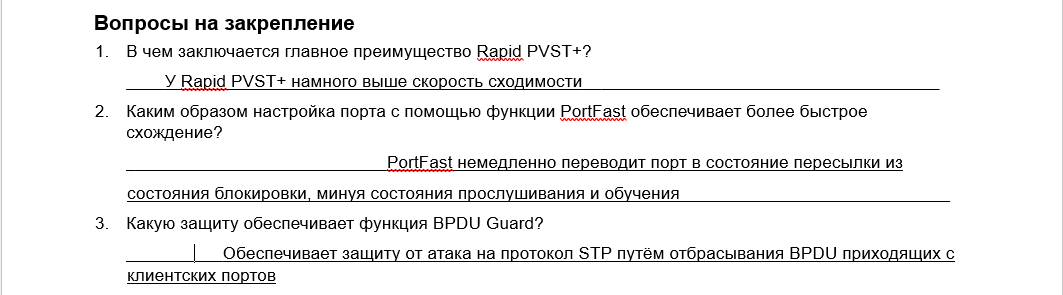 Вопросы на закрепление
1. В чем заключается главное преимущество Rapid PVST+?
У Rapid PVST+ намного выше скорость сходимости
2. Каким образом настройка порта с помощью функции PortFast обеспечивает более быстрое
схождение?
PortFast немедленно переводит порт в состояние пересылки из
состояния блокировки, минуя состояния прослушивания и обучения
3. Какую защиту обеспечивает функция BPDU Guard?
Обеспечивает защиту от атака на протокол STP путём отбрасывания BPDU приходящих с
клиентских портов